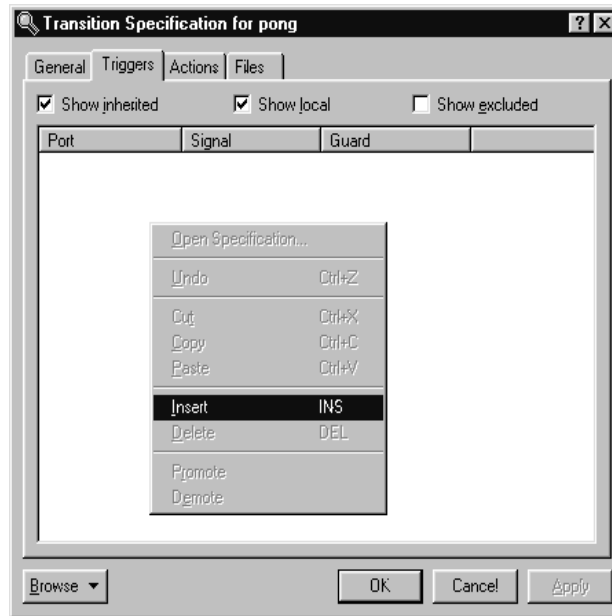 Transition Specification for pong
General Triggers Actions Files
Show inherited Show local Show excluded
Port Signal Guard
Open Specification...
Undo Ctrl+Z
Cut Ctrl+X
Copy Ctrl+C
Paste Ctrl+V
Insert INS
Delete DEL
Promote
Demote
Browse OK Cancel Apply